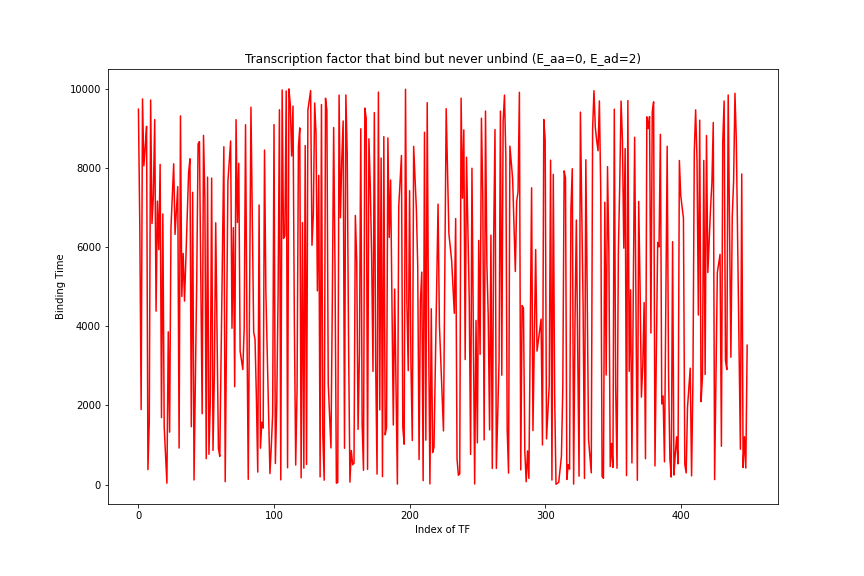 Transcription factor that bind but never unbind (E_aa=0, E_ad=2)
10000
8000
6000
4000
2000
0
Binding Time
0 100 200 300 400
Index of TF